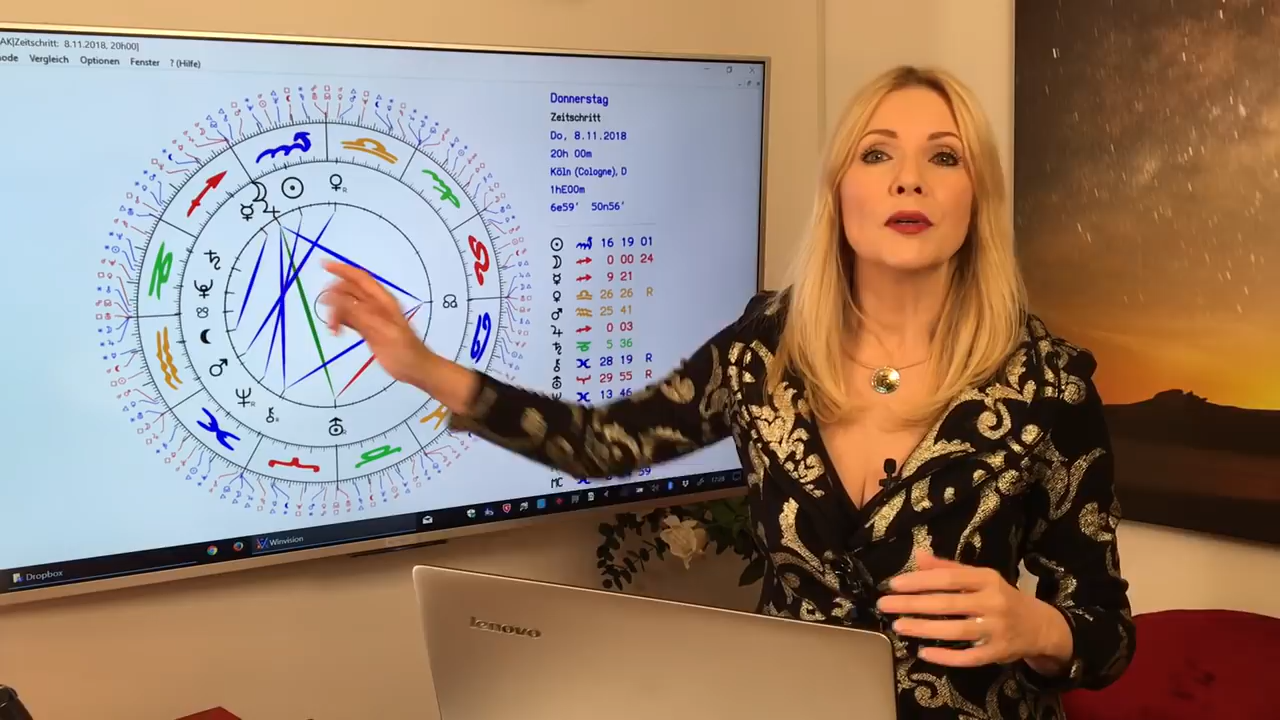 AK|Zeitschritt: 8.11.2018, 20h00]
ode Vergleich Optionen Fenster ? (Hilfe)
Donnerstag
Zeitschritt
Do, 8.11.2018
20h 00m
Köln (Cologne), D
1hE00m
6e59' 50n56'
☉ ♏ 16 19 01
☽ ♐ 0 00 24
☿ ♐ 9 21
♀ ♎ 26 26 R
♂ ♒ 25 41
♃ ♐ 0 03
♄ ♑ 5 36
⚷ ♓ 28 19 R
⛢ ♈ 29 55 R
♆ ♓ 13 46
MC
Winvision
17:08
Dropbox
lenovo